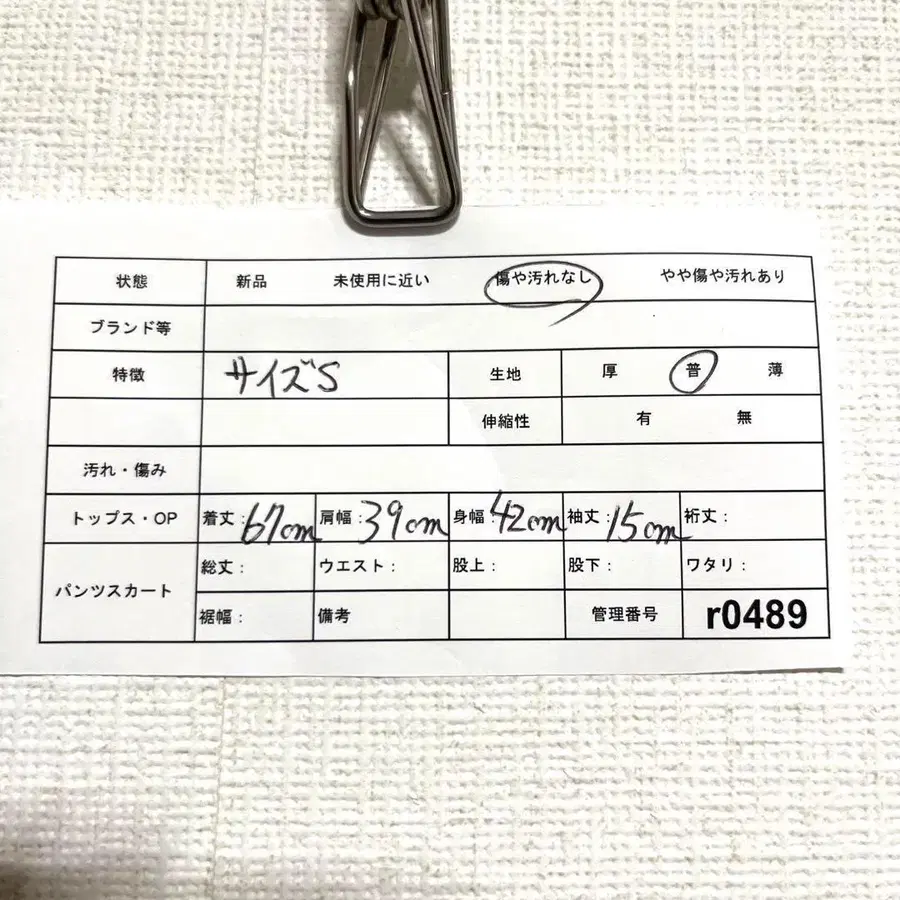 状態 新品 未使用に近い 傷や汚れなし やや傷や汚れあり
ブランド等
特徴 サイズS 生地 厚 普 薄
伸縮性 有 無
汚れ・傷み
トップス・OP 着丈:67cm 肩幅:39cm 身幅:42cm 袖丈:15cm 裄丈:
パンツスカート 総丈: ウエスト: 股上: 股下: ワタリ:
裾幅: 備考 管理番号 r0489